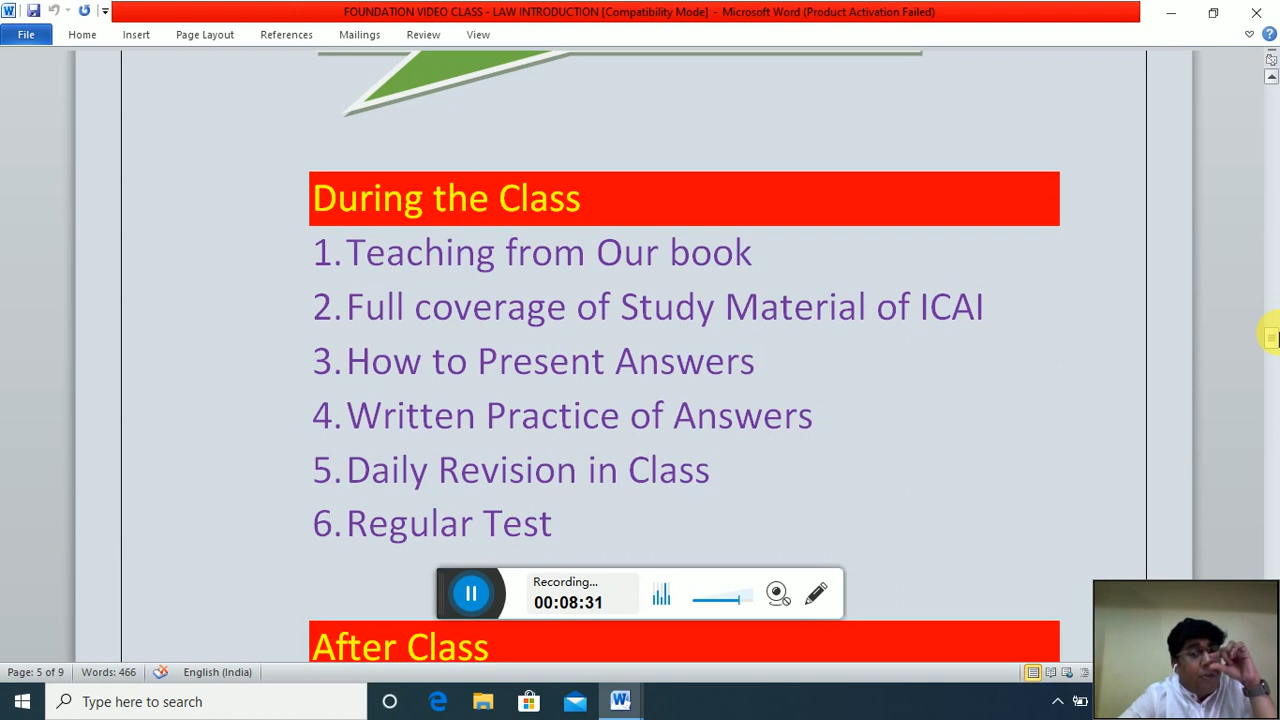 FOUNDATION VIDEO CLASS - LAW INTRODUCTION [Compatibility Mode] - Microsoft Word (Product Activation Failed)
File Home Insert Page Layout References Mailings Review View
During the Class
1.Teaching from Our book
2.Full coverage of Study Material of ICAI
3.How to Present Answers
4.Written Practice of Answers
5.Daily Revision in Class
6.Regular Test
Recording...
00:08:31
After Class
Page: 5 of 9 Words: 466 English (India)
Type here to search